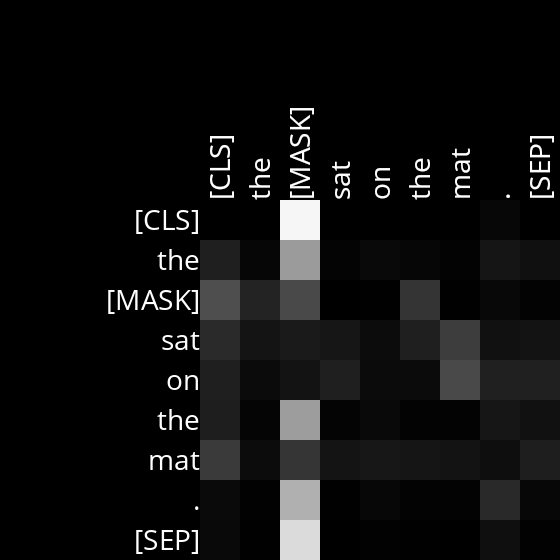 [CLS] the [MASK] sat on the mat . [SEP]
[CLS]
the
[MASK]
sat
on
the
mat
.
[SEP]